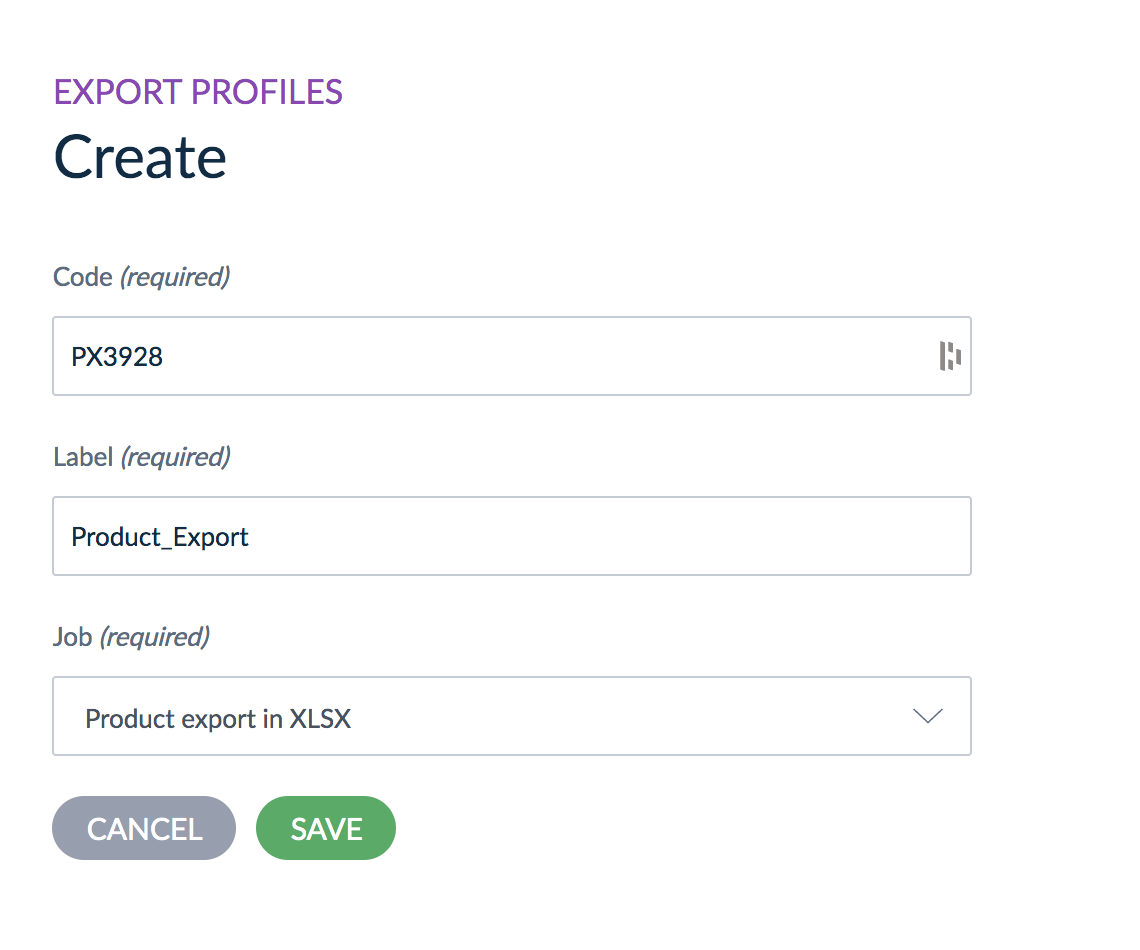 EXPORT PROFILES
Create
Code (required)
PX3928
Label (required)
Product_Export
Job (required)
Product export in XLSX
CANCEL SAVE